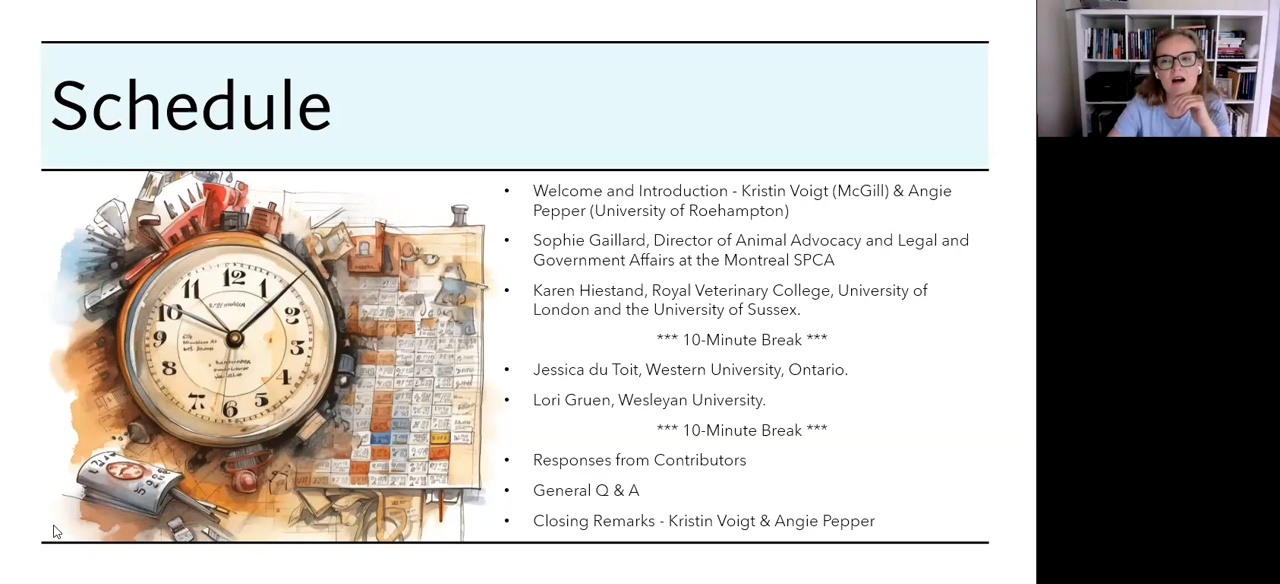 Schedule
• Welcome and Introduction - Kristin Voigt (McGill) & Angie
Pepper (University of Roehampton)
• Sophie Gaillard, Director of Animal Advocacy and Legal and
Government Affairs at the Montreal SPCA
• Karen Hiestand, Royal Veterinary College, University of
London and the University of Sussex.
*** 10-Minute Break ***
• Jessica du Toit, Western University, Ontario.
• Lori Gruen, Wesleyan University.
*** 10-Minute Break ***
• Responses from Contributors
• General Q & A
• Closing Remarks - Kristin Voigt & Angie Pepper
12
11
1
10
2
9
3
8
4
7
6
5